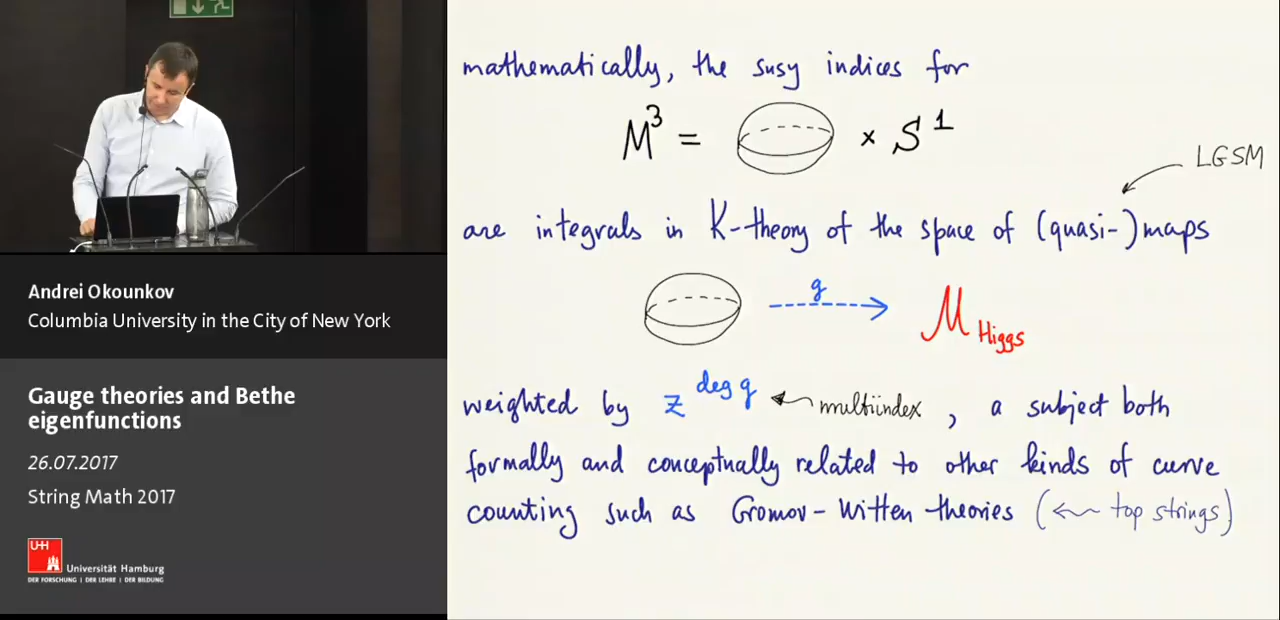 Andrei Okounkov
Columbia University in the City of New York
Gauge theories and Bethe
eigenfunctions
26.07.2017
String Math 2017
UHH
Universität Hamburg
DER FORSCHUNG | DER LEHRE | DER BILDUNG
mathematically, the susy indices for
M³ = × S¹
LGSM
are integrals in K-theory of the space of (quasi-)maps
q
M Higgs
weighted by z^deg q ← multiindex, a subject both
formally and conceptually related to other kinds of curve
counting such as Gromov-Witten theories (← top strings)